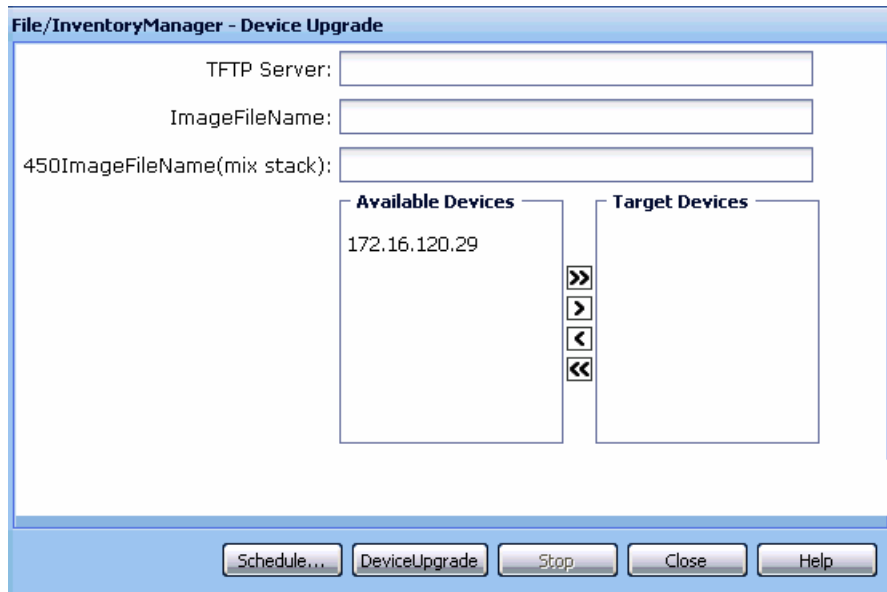 File/InventoryManager - Device Upgrade
TFTP Server:
ImageFileName:
450ImageFileName(mix stack):
Available Devices
Target Devices
172.16.120.29
>>
>
<
<<
Schedule...
DeviceUpgrade
Stop
Close
Help